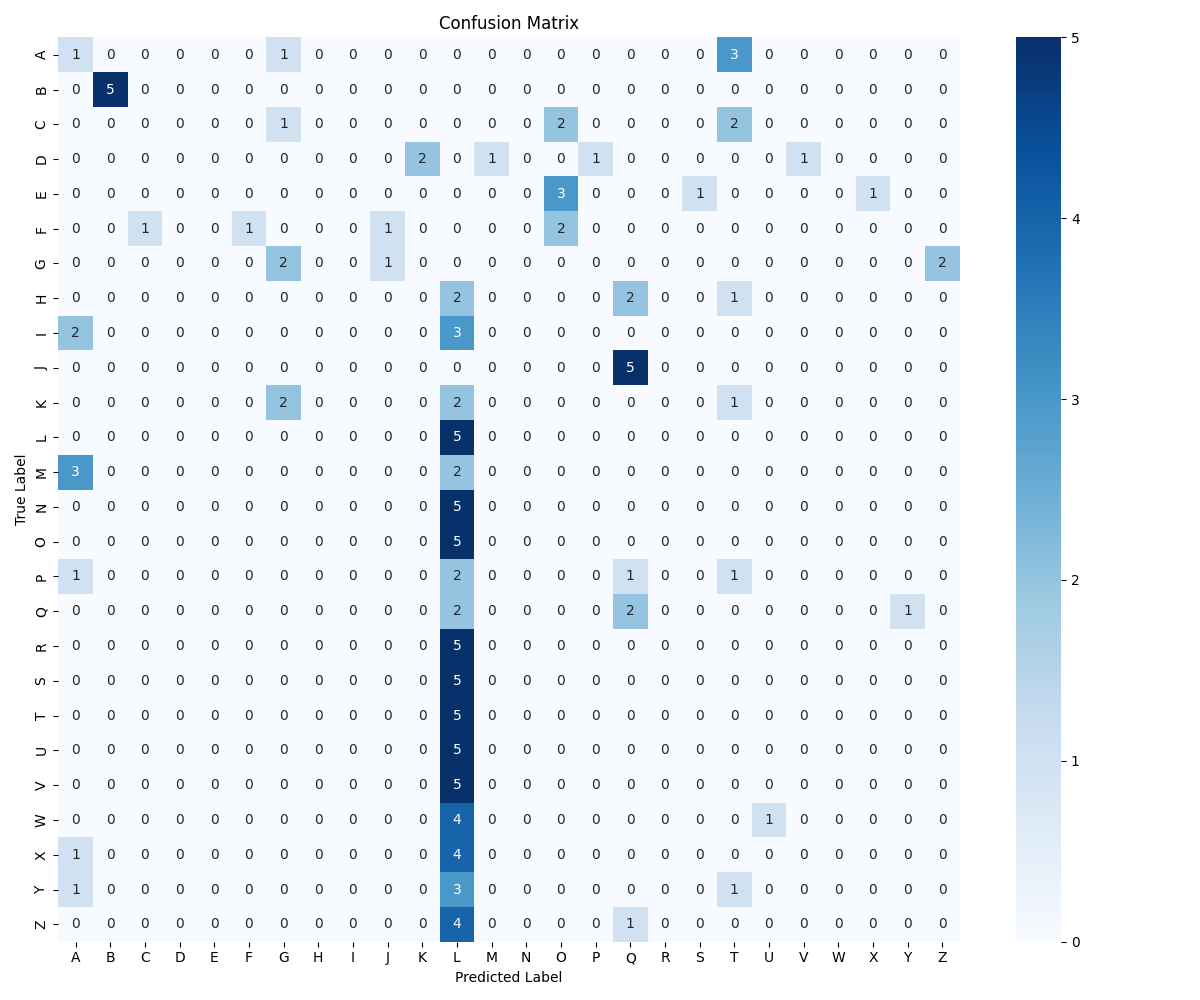 Confusion Matrix
A 1 0 0 0 0 0 1 0 0 0 0 0 0 0 0 0 0 0 0 3 0 0 0 0 0 0
B 0 5 0 0 0 0 0 0 0 0 0 0 0 0 0 0 0 0 0 0 0 0 0 0 0 0
C 0 0 0 0 0 0 1 0 0 0 0 0 0 0 2 0 0 0 0 2 0 0 0 0 0 0
D 0 0 0 0 0 0 0 0 0 0 2 0 1 0 0 1 0 0 0 0 0 1 0 0 0 0
E 0 0 0 0 0 0 0 0 0 0 0 0 0 0 3 0 0 0 1 0 0 0 0 1 0 0
F 0 0 1 0 0 1 0 0 0 1 0 0 0 0 2 0 0 0 0 0 0 0 0 0 0 0
G 0 0 0 0 0 0 2 0 0 1 0 0 0 0 0 0 0 0 0 0 0 0 0 0 0 2
H 0 0 0 0 0 0 0 0 0 0 0 2 0 0 0 0 2 0 0 1 0 0 0 0 0 0
I 2 0 0 0 0 0 0 0 0 0 0 3 0 0 0 0 0 0 0 0 0 0 0 0 0 0
J 0 0 0 0 0 0 0 0 0 0 0 0 0 0 0 0 5 0 0 0 0 0 0 0 0 0
K 0 0 0 0 0 0 2 0 0 0 0 2 0 0 0 0 0 0 0 1 0 0 0 0 0 0
L 0 0 0 0 0 0 0 0 0 0 0 5 0 0 0 0 0 0 0 0 0 0 0 0 0 0
M 3 0 0 0 0 0 0 0 0 0 0 2 0 0 0 0 0 0 0 0 0 0 0 0 0 0
N 0 0 0 0 0 0 0 0 0 0 0 5 0 0 0 0 0 0 0 0 0 0 0 0 0 0
O 0 0 0 0 0 0 0 0 0 0 0 5 0 0 0 0 0 0 0 0 0 0 0 0 0 0
P 1 0 0 0 0 0 0 0 0 0 0 2 0 0 0 0 1 0 0 1 0 0 0 0 0 0
Q 0 0 0 0 0 0 0 0 0 0 0 2 0 0 0 0 2 0 0 0 0 0 0 0 1 0
R 0 0 0 0 0 0 0 0 0 0 0 5 0 0 0 0 0 0 0 0 0 0 0 0 0 0
S 0 0 0 0 0 0 0 0 0 0 0 5 0 0 0 0 0 0 0 0 0 0 0 0 0 0
T 0 0 0 0 0 0 0 0 0 0 0 5 0 0 0 0 0 0 0 0 0 0 0 0 0 0
U 0 0 0 0 0 0 0 0 0 0 0 5 0 0 0 0 0 0 0 0 0 0 0 0 0 0
V 0 0 0 0 0 0 0 0 0 0 0 5 0 0 0 0 0 0 0 0 0 0 0 0 0 0
W 0 0 0 0 0 0 0 0 0 0 0 4 0 0 0 0 0 0 0 0 1 0 0 0 0 0
X 1 0 0 0 0 0 0 0 0 0 0 4 0 0 0 0 0 0 0 0 0 0 0 0 0 0
Y 1 0 0 0 0 0 0 0 0 0 0 3 0 0 0 0 0 0 0 1 0 0 0 0 0 0
Z 0 0 0 0 0 0 0 0 0 0 0 4 0 0 0 0 1 0 0 0 0 0 0 0 0 0
A B C D E F G H I J K L M N O P Q R S T U V W X Y Z
Predicted Label
True Label
5
4
3
2
1
0